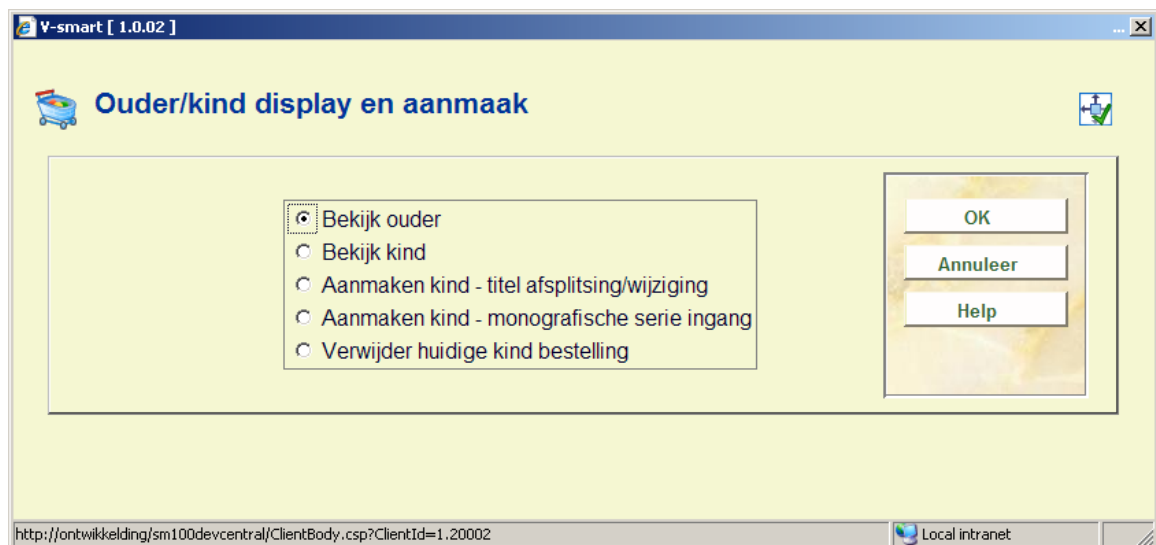 V-smart [ 1.0.02 ]
...
Ouder/kind display en aanmaak
Bekijk ouder
Bekijk kind
Aanmaken kind - titel afsplitsing/wijziging
Aanmaken kind - monografische serie ingang
Verwijder huidige kind bestelling
OK
Annuleer
Help
http://ontwikkelding/sm100devcentral/ClientBody.csp?ClientId=1.20002
Local intranet